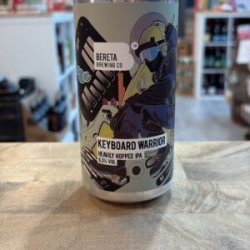 BERETA
BREWING CO
KEYBOARD WARRIOR
HEAVILY HOPPED IPA